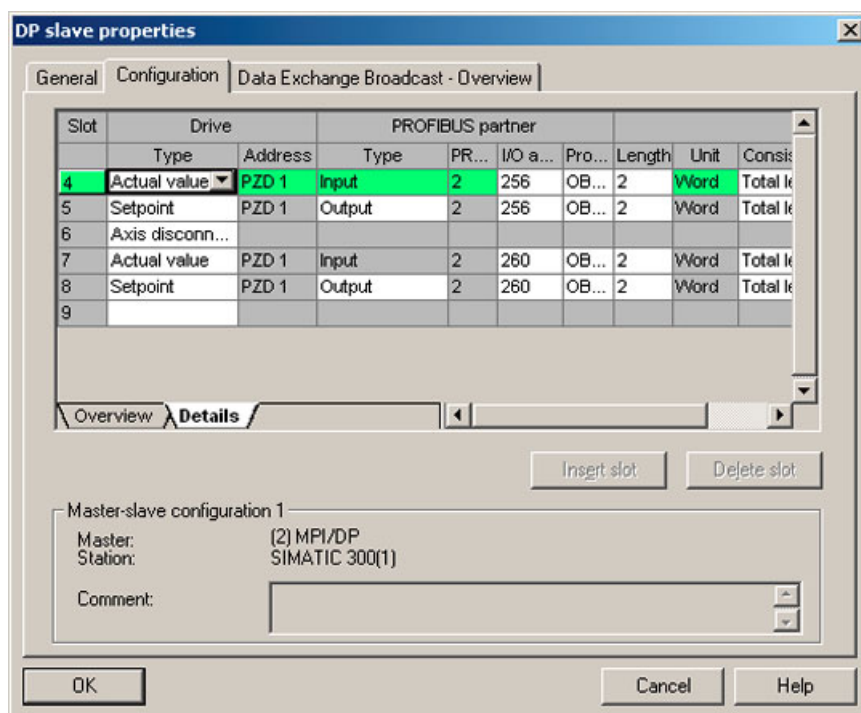 DP slave properties
General Configuration Data Exchange Broadcast - Overview
Slot Drive PROFIBUS partner
Type Address Type PR... I/O a... Pro... Length Unit Consis
4 Actual value PZD 1 Input 2 256 OB... 2 Word Total le
5 Setpoint PZD 1 Output 2 256 OB... 2 Word Total le
6 Axis disconn...
7 Actual value PZD 1 Input 2 260 OB... 2 Word Total le
8 Setpoint PZD 1 Output 2 260 OB... 2 Word Total le
9
Overview Details
Insert slot Delete slot
Master-slave configuration 1
Master: (2) MPI/DP
Station: SIMATIC 300(1)
Comment:
OK Cancel Help